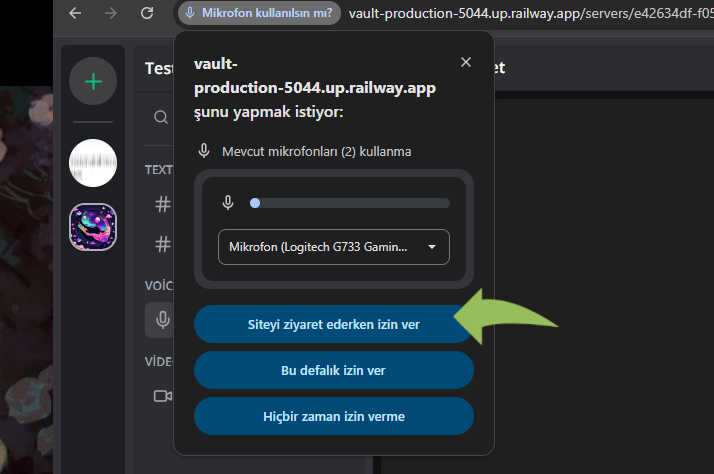 Mikrofon kullanılsın mı?
vault-production-5044.up.railway.app/servers/e42634df-f05
vault-
production-5044.up.railway.app
şunu yapmak istiyor:
Mevcut mikrofonları (2) kullanma
Mikrofon (Logitech G733 Gamin...
Siteyi ziyaret ederken izin ver
Bu defalık izin ver
Hiçbir zaman izin verme
Test
et
TEXT
VOİC
VİDE